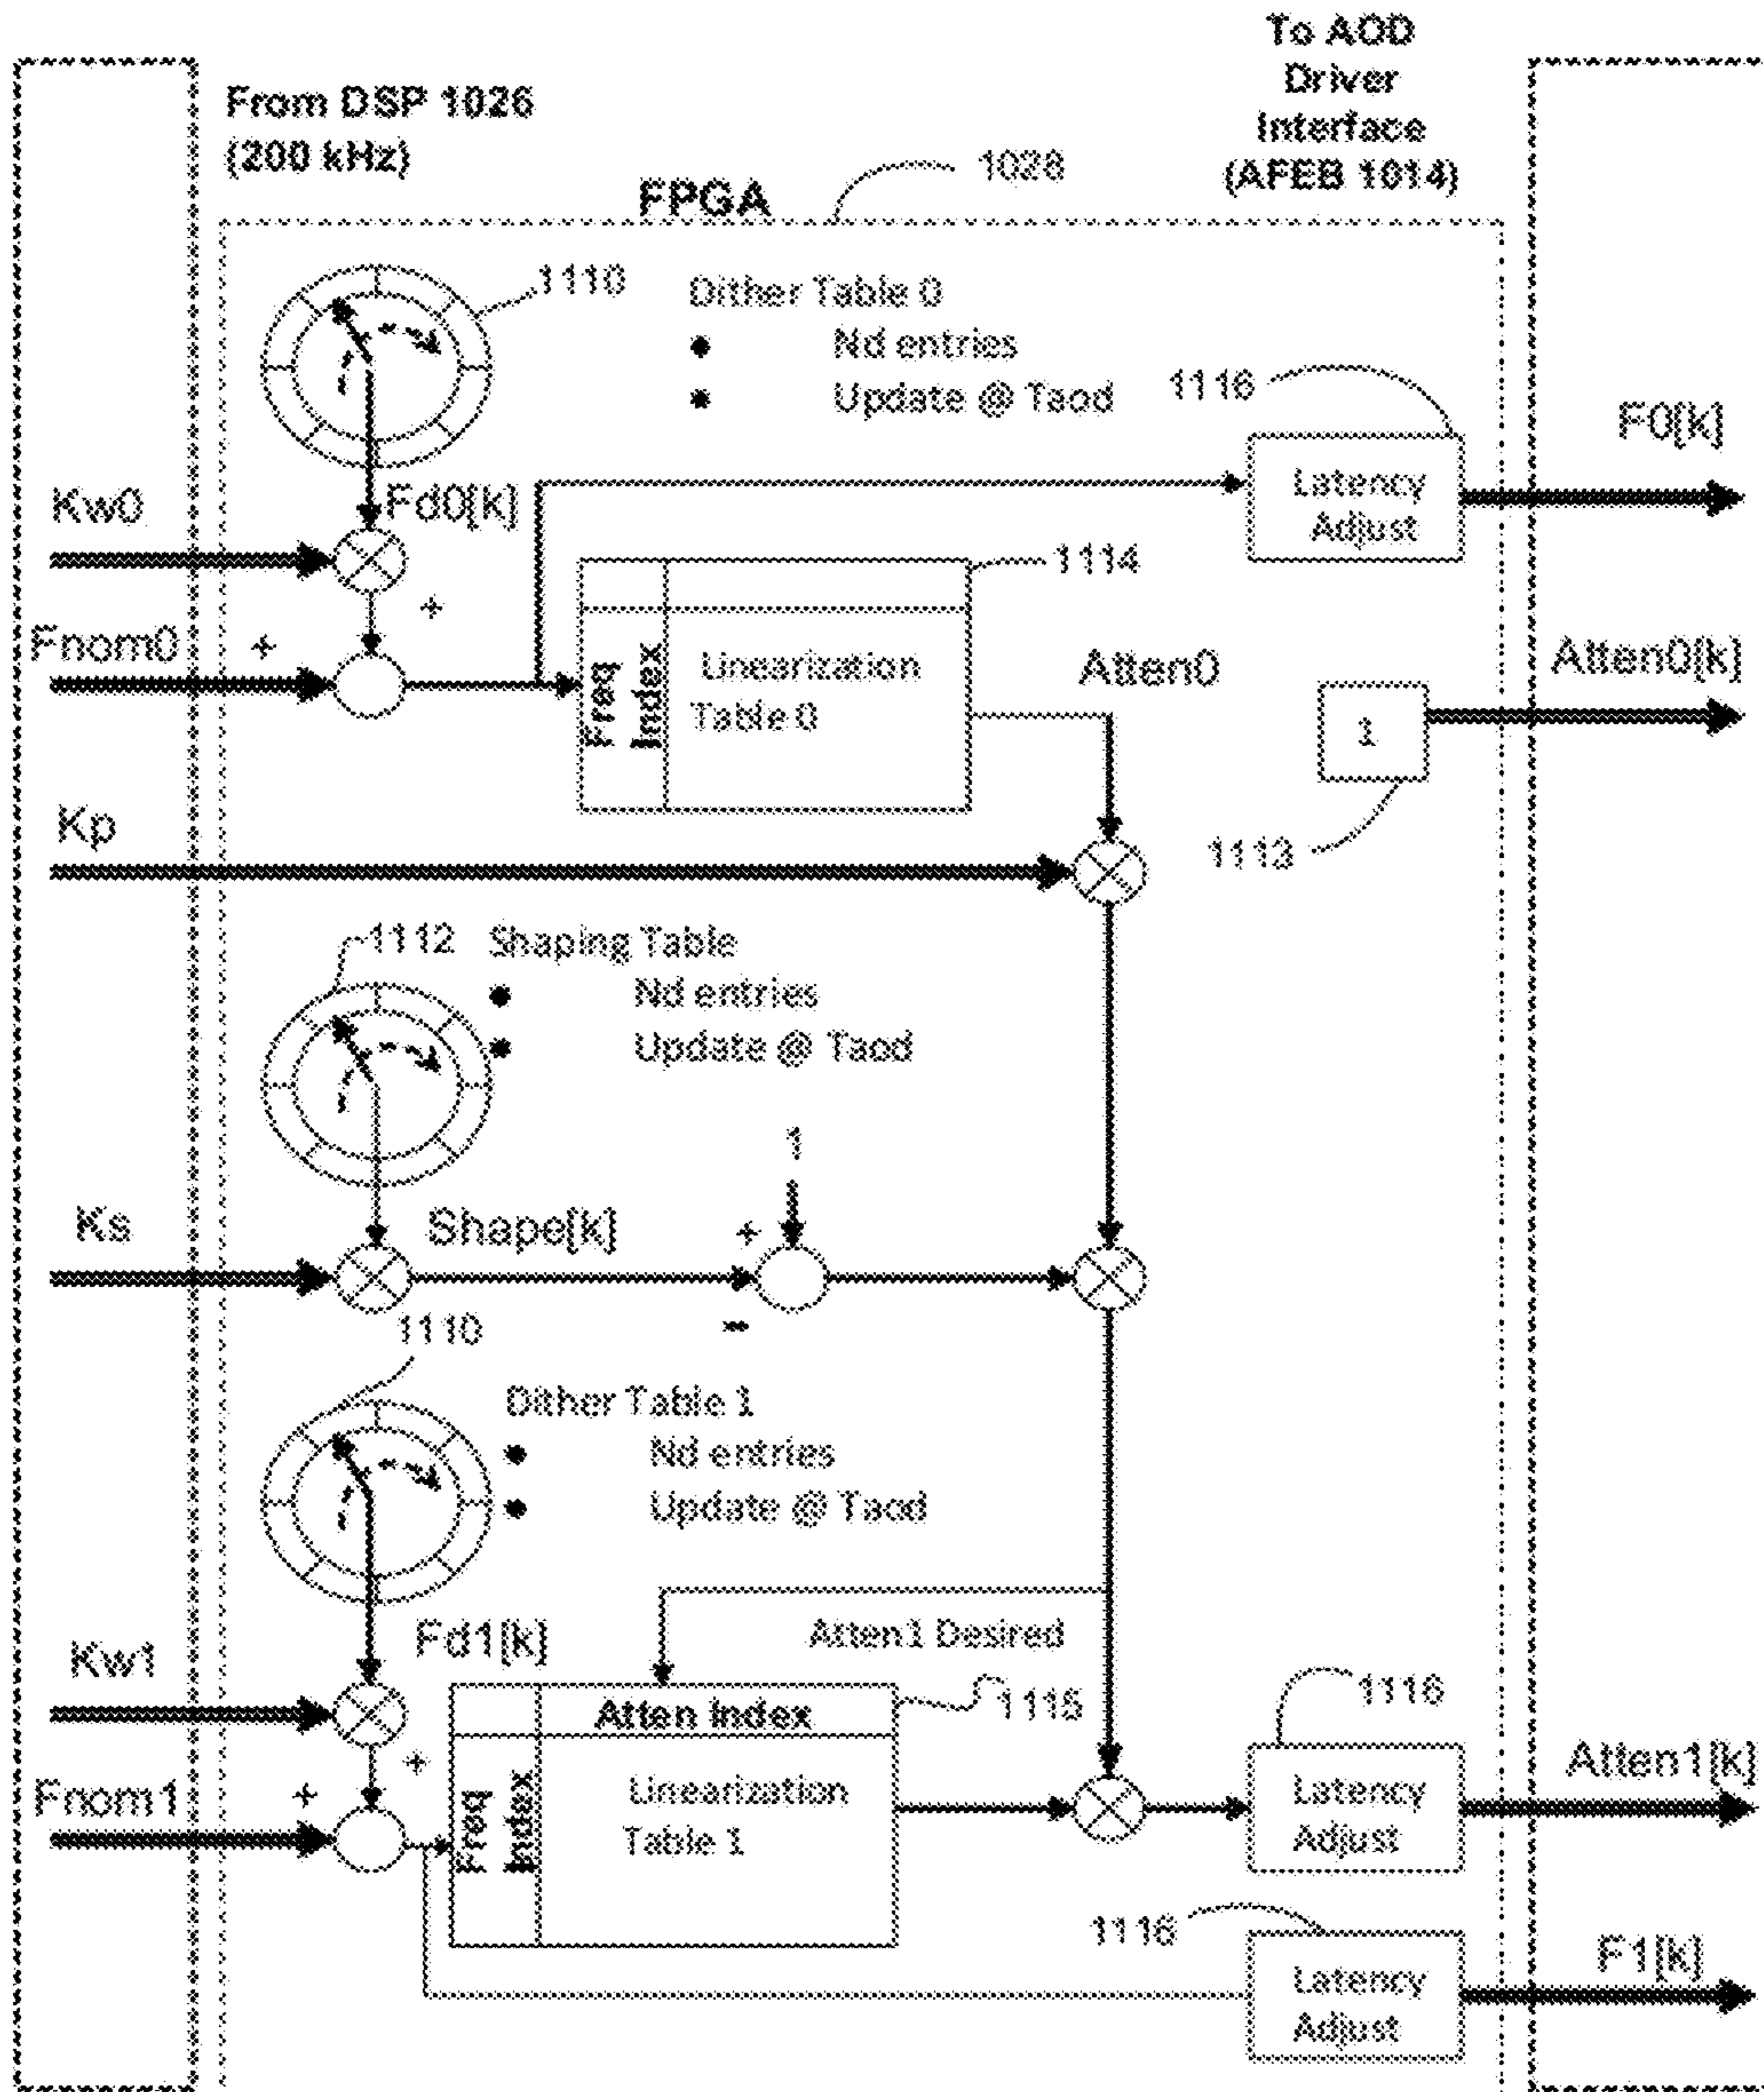 To AOD
Driver
Interface
(AFEB 1014)
From DSP 1026
(200 kHz)
FPGA
1028
1110
Dither Table 0
• Nd entries
• Update @ Taod
1116
F0[k]
Latency
Adjust
Kw0
Fd0[k]
+
1114
Fnom0
+
Freq
Index
Linearization
Table 0
Atten0
Atten0[k]
1
1113
Kp
1112
Shaping Table
• Nd entries
• Update @ Taod
1
Ks
Shape[k]
+
-
1110
Dither Table 1
• Nd entries
• Update @ Taod
Atten1 Desired
Kw1
Fd1[k]
1115
Atten Index
+
Fnom1
+
Freq
Index
Linearization
Table 1
1116
Latency
Adjust
Atten1[k]
1116
Latency
Adjust
F1[k]